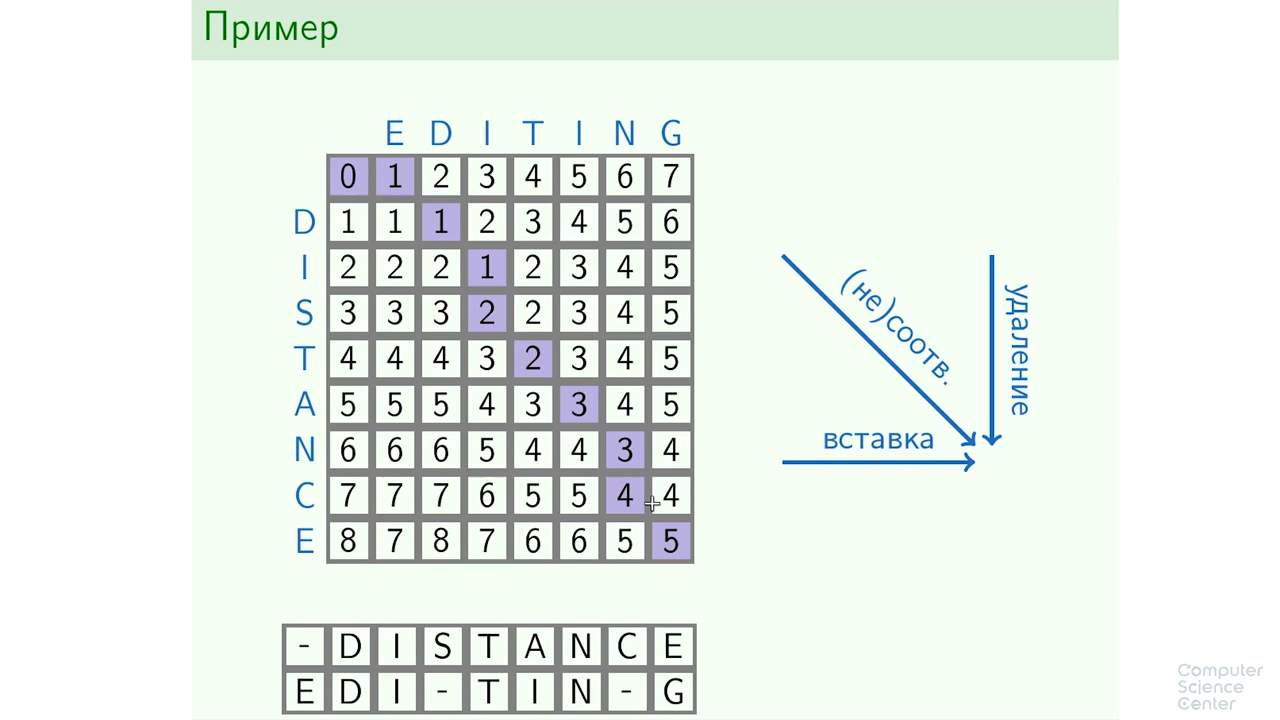 Пример
E D I T I N G
0 1 2 3 4 5 6 7
D 1 1 1 2 3 4 5 6
I 2 2 2 1 2 3 4 5
S 3 3 3 2 2 3 4 5
T 4 4 4 3 2 3 4 5
A 5 5 5 4 3 3 4 5
N 6 6 6 5 4 4 3 4
C 7 7 7 6 5 5 4 4
E 8 7 8 7 6 6 5 5
(не)соотв.
удаление
вставка
- D I S T A N C E
E D I - T I N - G
Computer
Science
Center